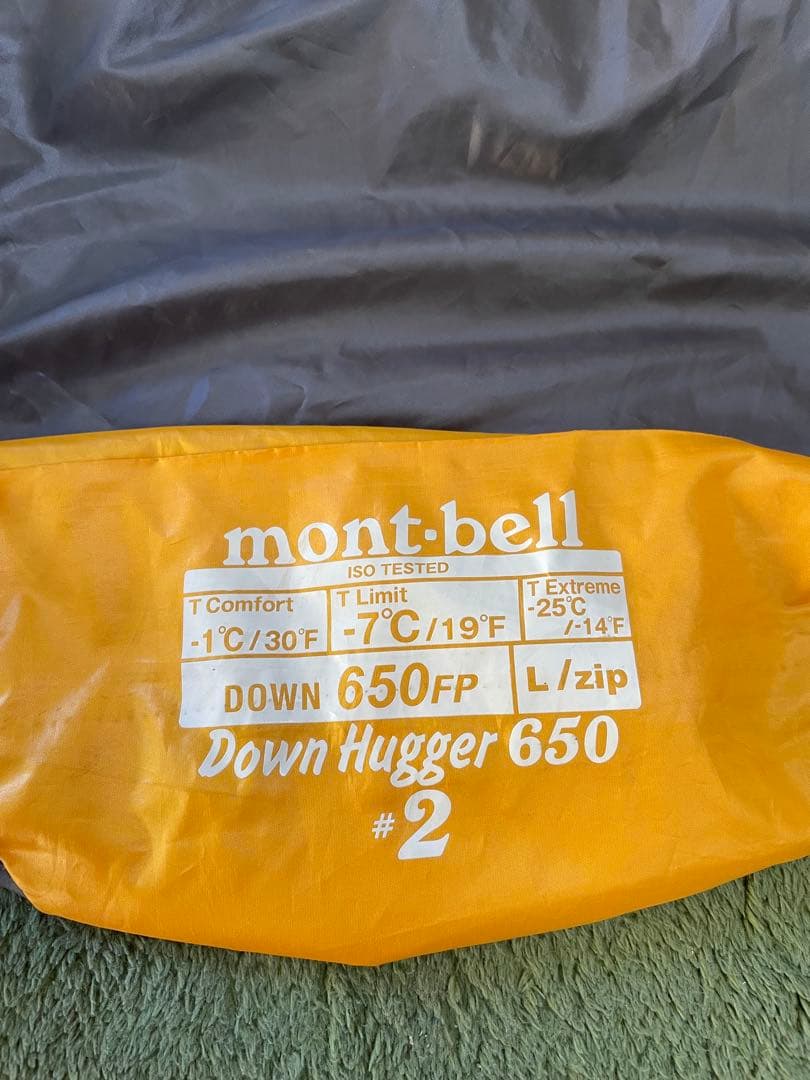 mont-bell
ISO TESTED
T Comfort
-1°C/30°F
T Limit
-7°C/19°F
T Extreme
-25°C
/-14°F
DOWN 650FP
L/zip
Down Hugger 650
#2